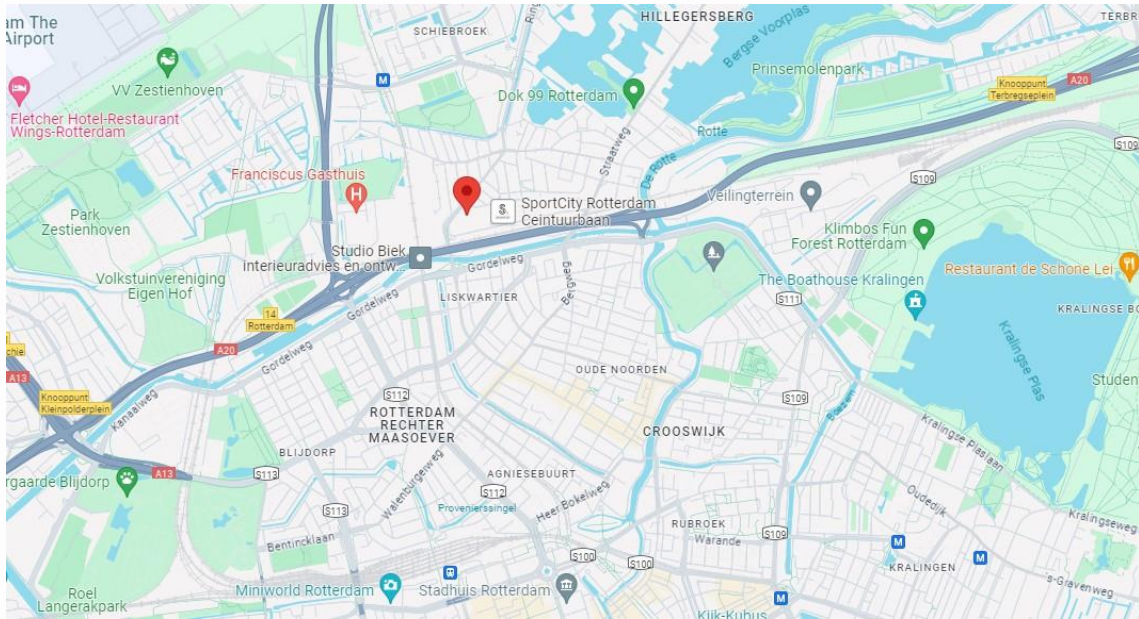 am The
Airport
VV Zestienhoven
Fletcher Hotel-Restaurant
Wings-Rotterdam
SCHIEBROEK
M
HILLEGERSBERG
Bergse Voorplas
TERBR
Prinsemolenpark
Knooppunt
Terbregseplein
A20
Dok 99 Rotterdam
Straatweg
Rotte
De Rotte
S109
S109
Franciscus Gasthuis
H
SportCity Rotterdam
Ceintuurbaan
Veilingterrein
Park
Zestienhoven
Klimbos Fun
Forest Rotterdam
Studio Biek
Interieuradvies en ontw...
Gordelweg
Bergweg
Volkstuinvereniging
Eigen Hof
The Boathouse Kralingen
Restaurant de Schone Lei
LISKWARTIER
S111
KRALINGSE BO
Gordelweg
14
Rotterdam
A20
Gordelweg
Kralingse Plas
chie
A13
OUDE NOORDEN
Student
Knooppunt
Kleinpolderplein
Kanaalweg
S112
S109
ROTTERDAM
RECHTER
MAASOEVER
CROOSWIJK
Kralingse Plaslaan
BLIJDORP
A13
S113
rgaarde Blijdorp
Walenburgerweg
AGNIESEBUURT
S112
Heer Bokelweg
Provenierssingel
Oudedijk
Kralingseweg
S113
Bentincklaan
RUBROEK
Warande
S109
M
M
S100
S100
KRALINGEN
's-Gravenweg
Roel
Langerakpark
Miniworld Rotterdam
Stadhuis Rotterdam
M
Kijk-Kubus